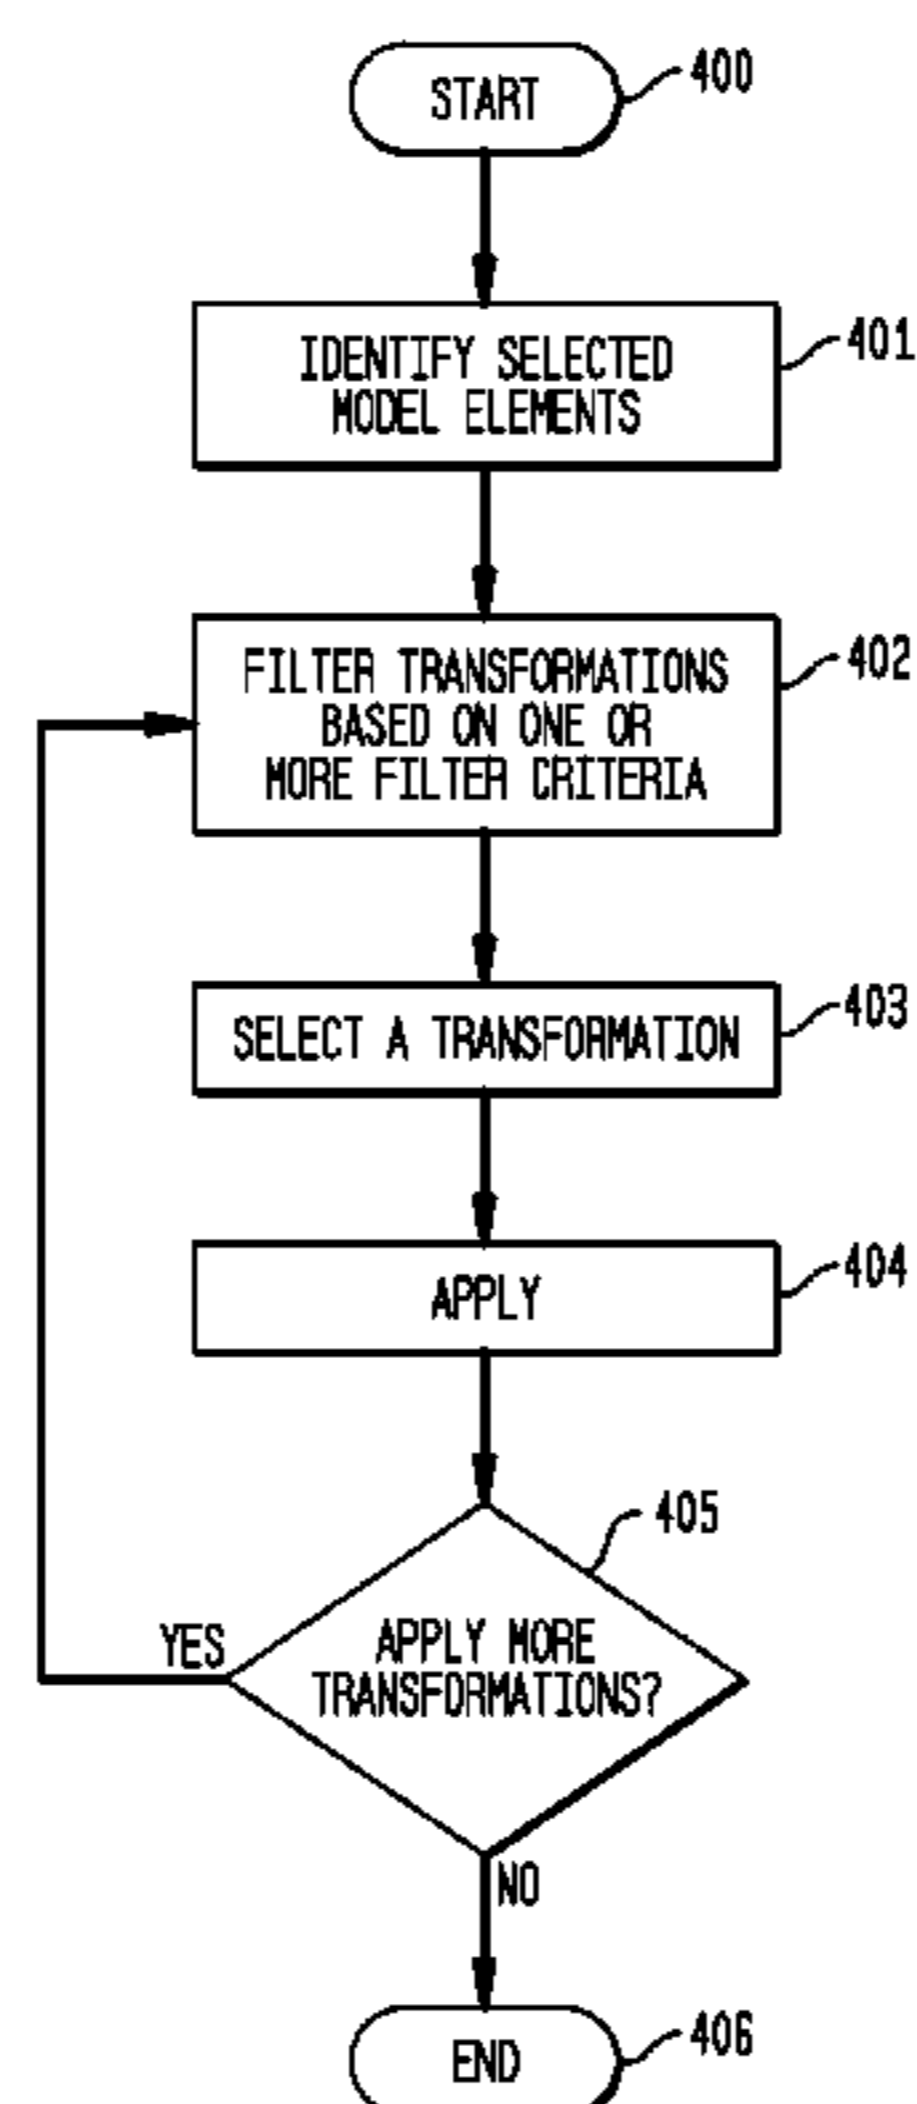 START
400
IDENTIFY SELECTED
MODEL ELEMENTS
401
FILTER TRANSFORMATIONS
BASED ON ONE OR
MORE FILTER CRITERIA
402
SELECT A TRANSFORMATION
403
APPLY
404
405
APPLY MORE
TRANSFORMATIONS?
YES
NO
END
406